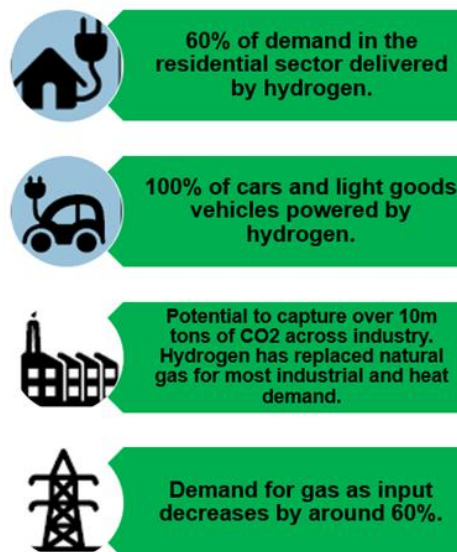 60% of demand in the
residential sector delivered
by hydrogen.
100% of cars and light goods
vehicles powered by
hydrogen.
Potential to capture over 10m
tons of CO2 across industry.
Hydrogen has replaced natural
gas for most industrial and heat
demand.
Demand for gas as input
decreases by around 60%.